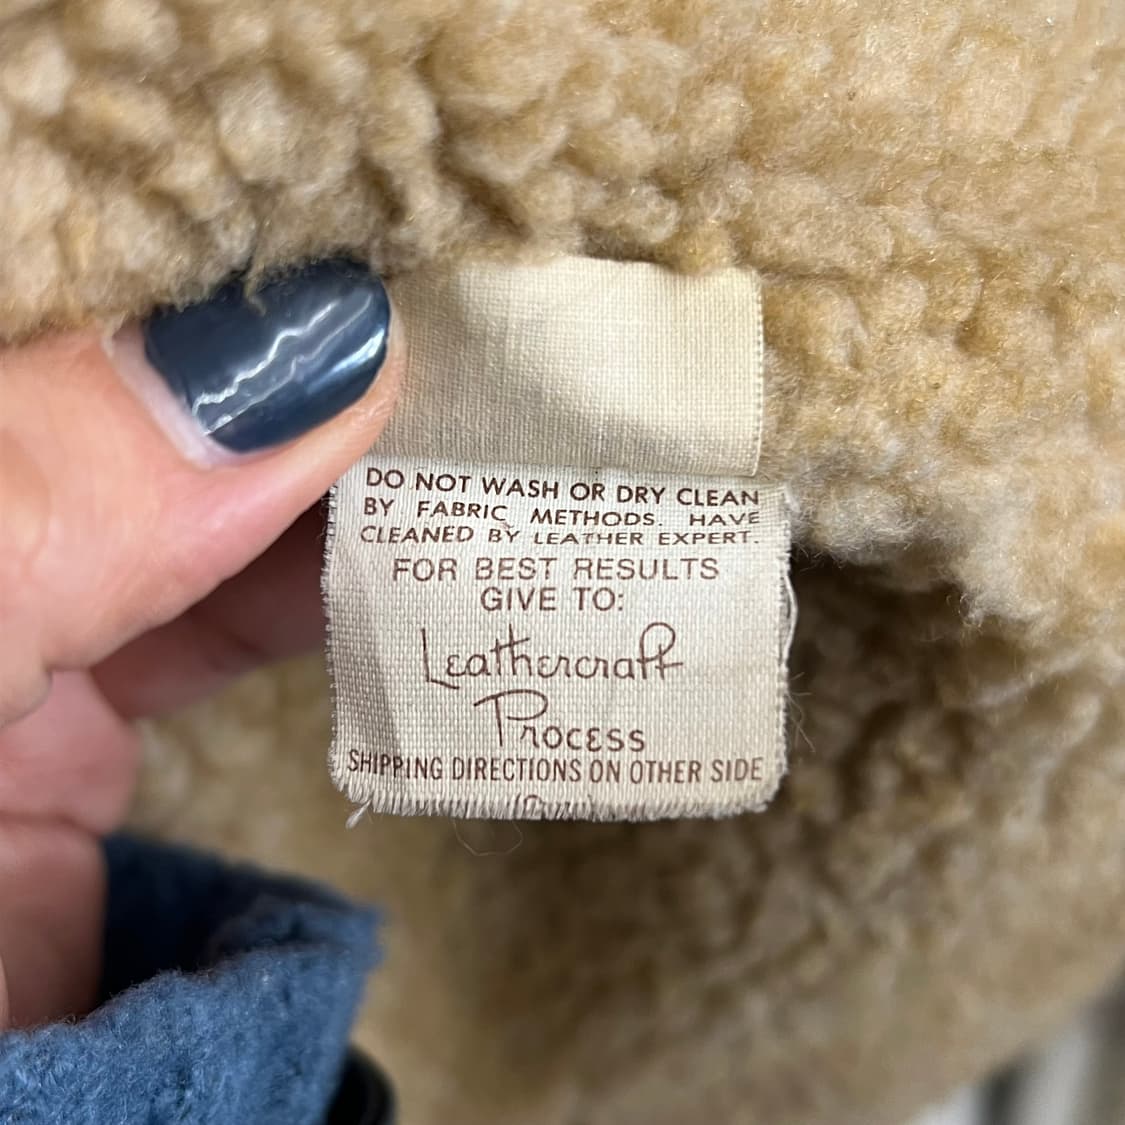 DO NOT WASH OR DRY CLEAN
BY FABRIC METHODS. HAVE
CLEANED BY LEATHER EXPERT.
FOR BEST RESULTS
GIVE TO:
Leathercraft
Process
SHIPPING DIRECTIONS ON OTHER SIDE